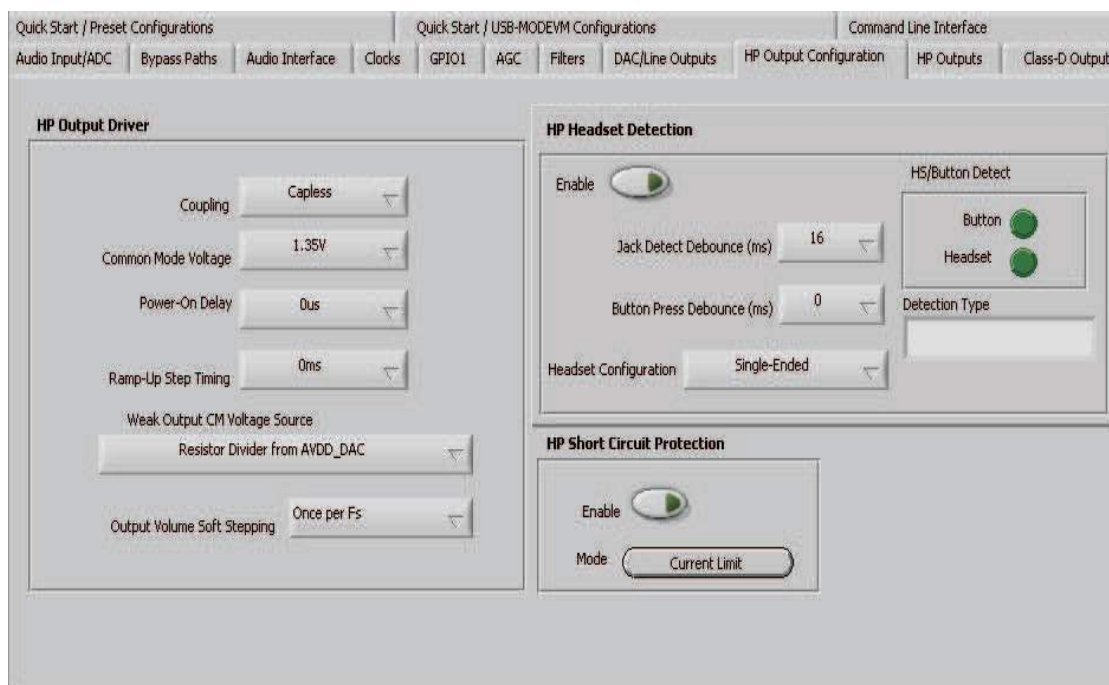 Quick Start / Preset Configurations
Quick Start / USB-MODEVM Configurations
Command Line Interface
Audio Input/ADC
Bypass Paths
Audio Interface
Clocks
GPIO1
AGC
Filters
DAC/Line Outputs
HP Output Configuration
HP Outputs
Class-D Output
HP Output Driver
Coupling
Capless
Common Mode Voltage
1.35V
Power-On Delay
0us
Ramp-Up Step Timing
0ms
Weak Output CM Voltage Source
Resistor Divider from AVDD_DAC
Output Volume Soft Stepping
Once per Fs
HP Headset Detection
Enable
Jack Detect Debounce (ms)
16
Button Press Debounce (ms)
0
Headset Configuration
Single-Ended
HS/Button Detect
Button
Headset
Detection Type
HP Short Circuit Protection
Enable
Mode
Current Limit